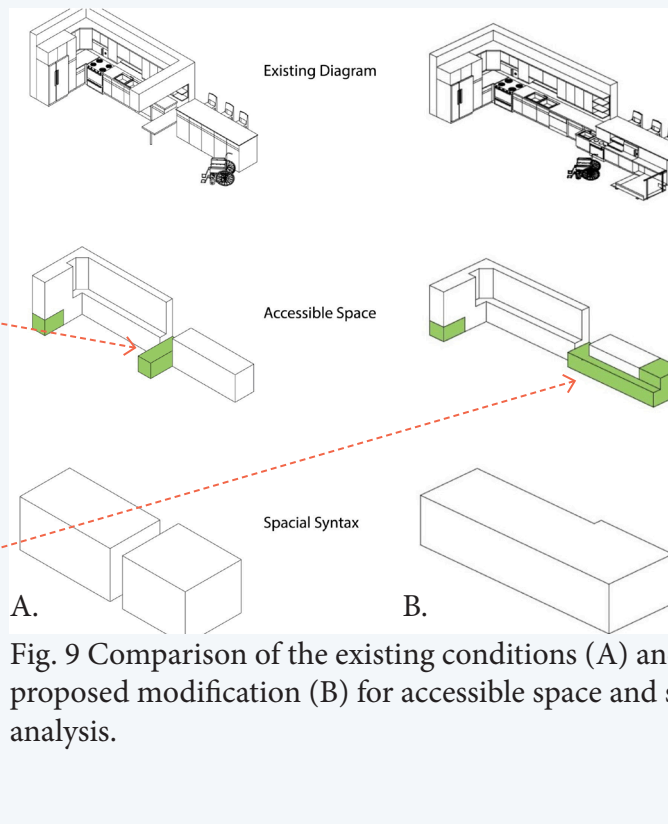 Existing Diagram
Accessible Space
Spacial Syntax
A.
B.
Fig. 9 Comparison of the existing conditions (A) an
proposed modification (B) for accessible space and s
analysis.